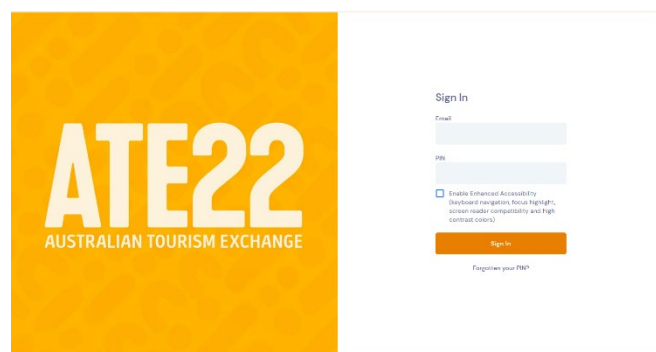 ATE22
AUSTRALIAN TOURISM EXCHANGE
Sign In
Email
PIN
Enable Enhanced Accessibility
(keyboard navigation, focus highlight,
screen reader compatibility and high
contrast colors)
Sign In
Forgotten your PIN?